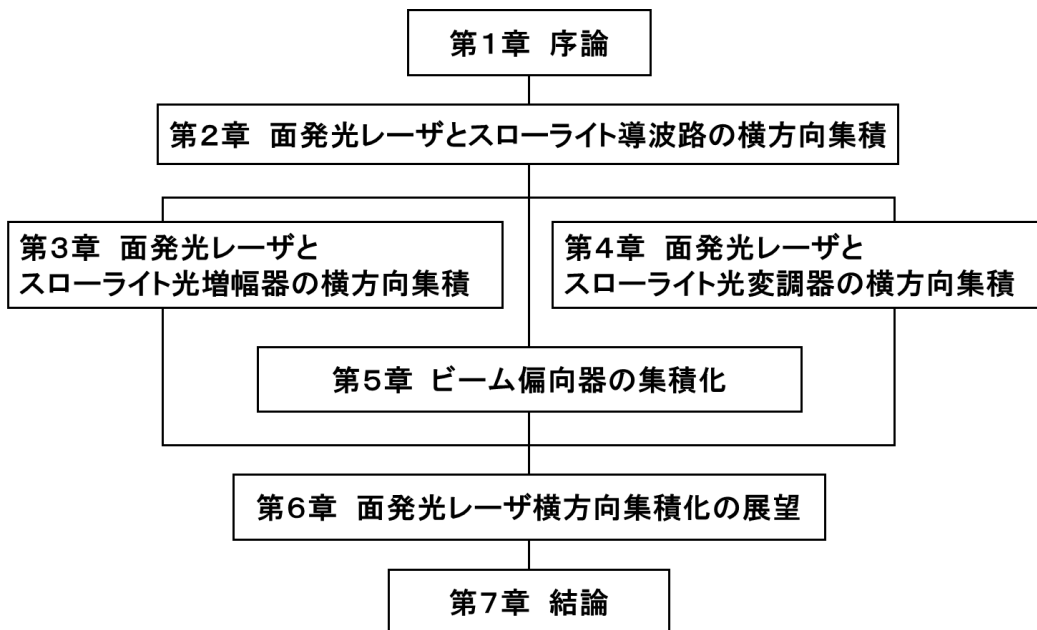 第1章 序論
第2章 面発光レーザとスローライト導波路の横方向集積
第3章 面発光レーザと
スローライト光増幅器の横方向集積
第4章 面発光レーザと
スローライト光変調器の横方向集積
第5章 ビーム偏向器の集積化
第6章 面発光レーザ横方向集積化の展望
第7章 結論